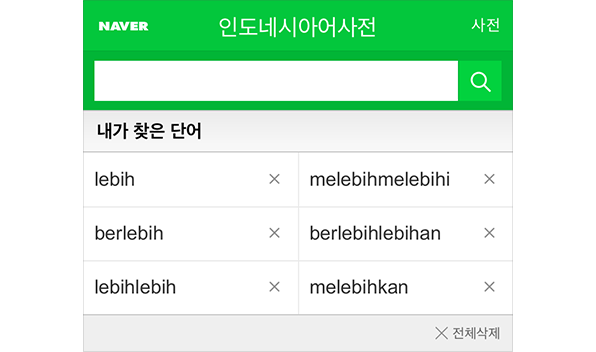 NAVER 인도네시아어사전 사전
내가 찾은 단어
lebih × melebihmelebihi ×
berlebih × berlebihlebihan ×
lebihlebih × melebihkan ×
× 전체삭제